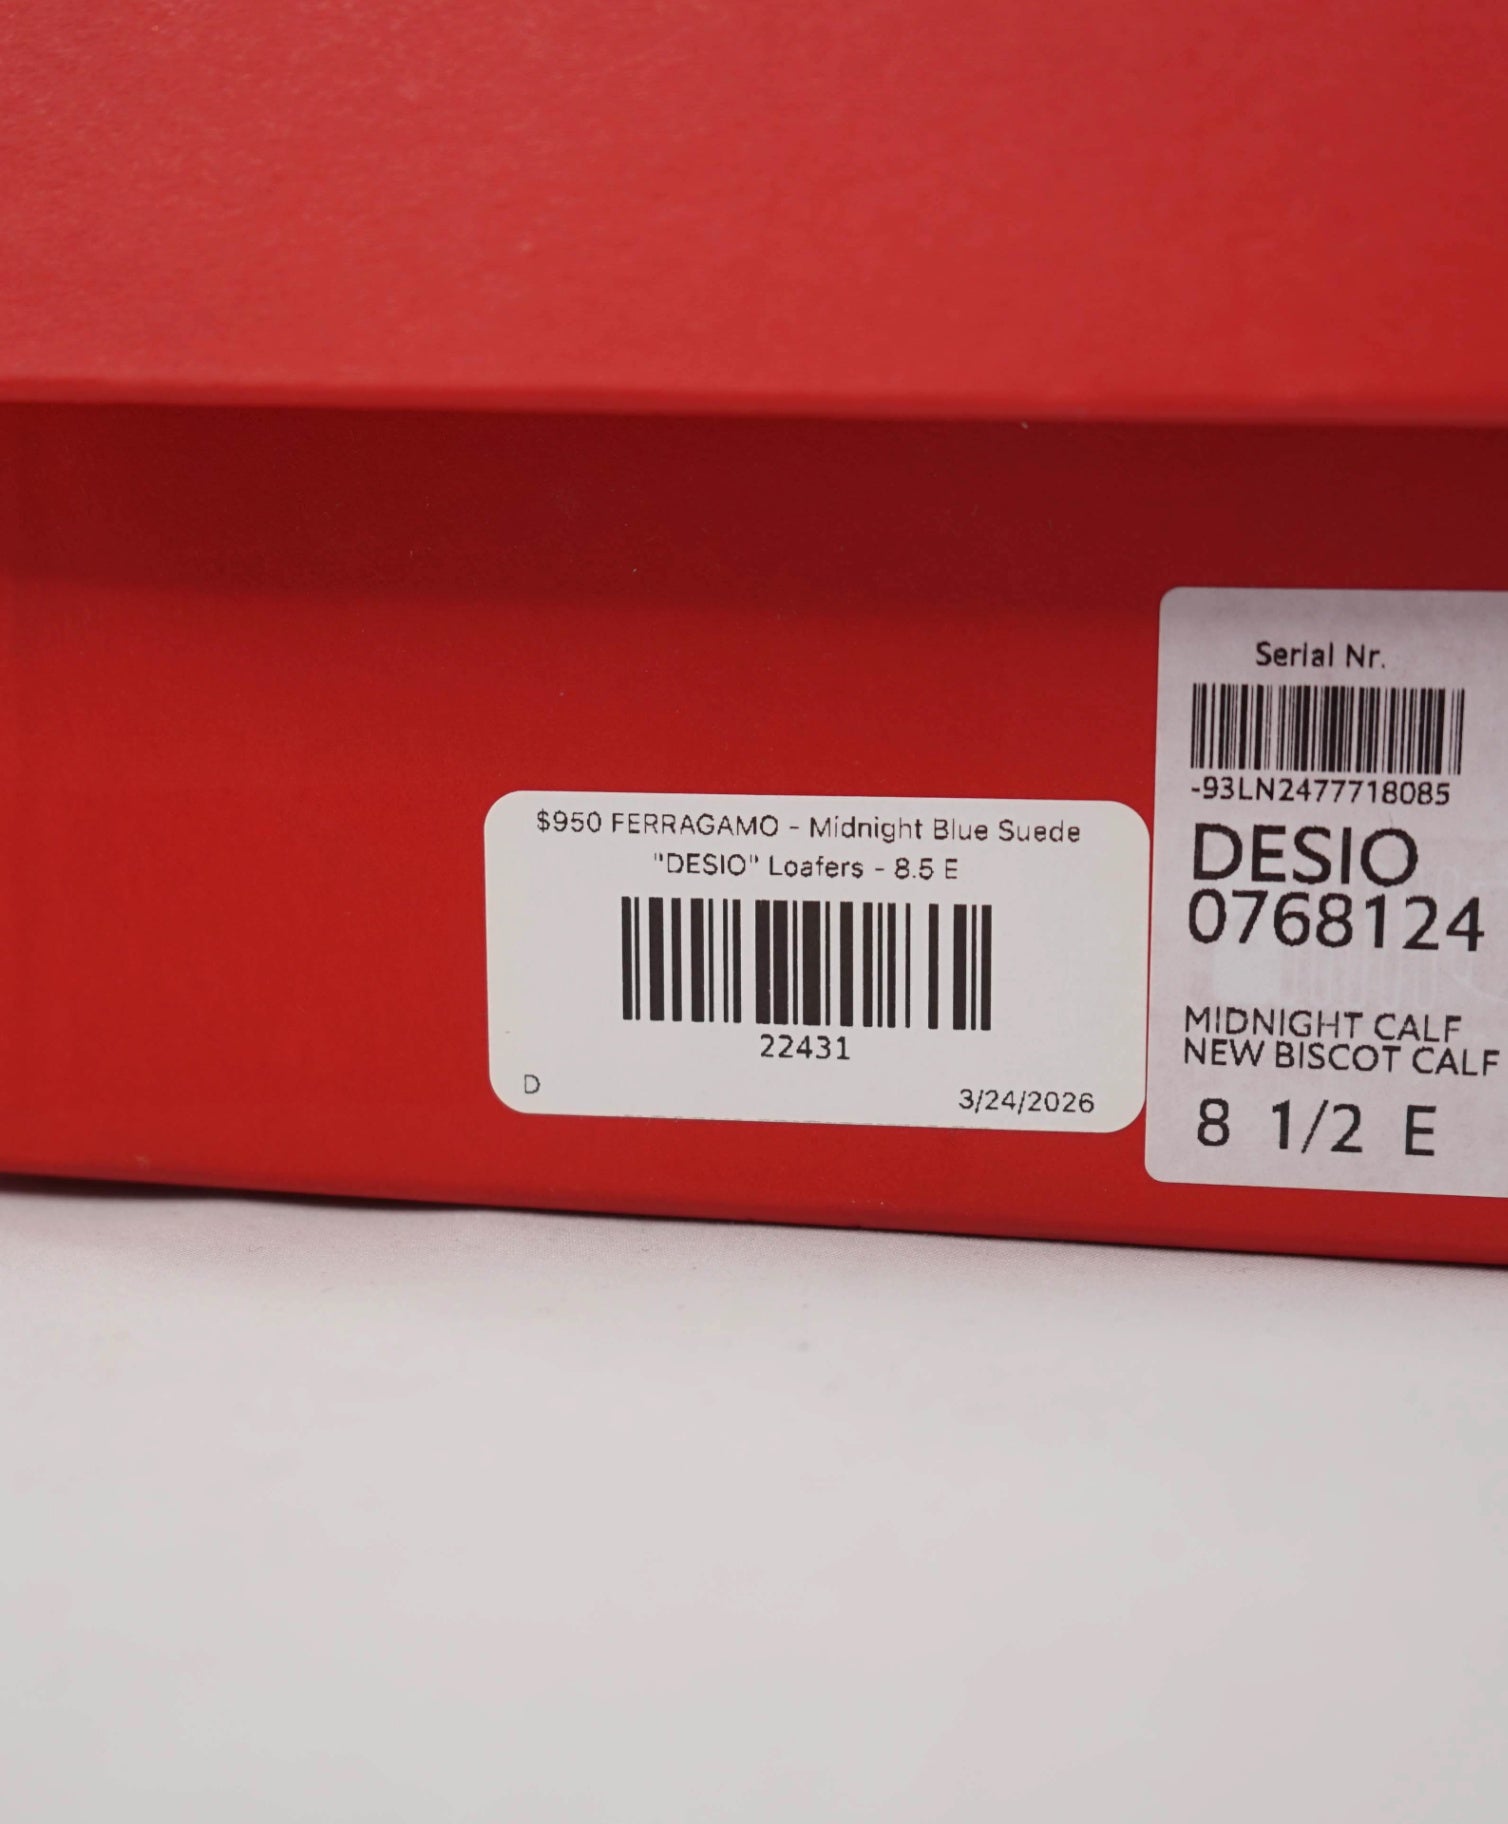 $950 FERRAGAMO - Midnight Blue Suede
"DESIO" Loafers - 8.5 E
22431
D
3/24/2026
Serial Nr.
-93LN2477718085
DESIO
0768124
MIDNIGHT CALF
NEW BISCOT CALF
8 1/2 E